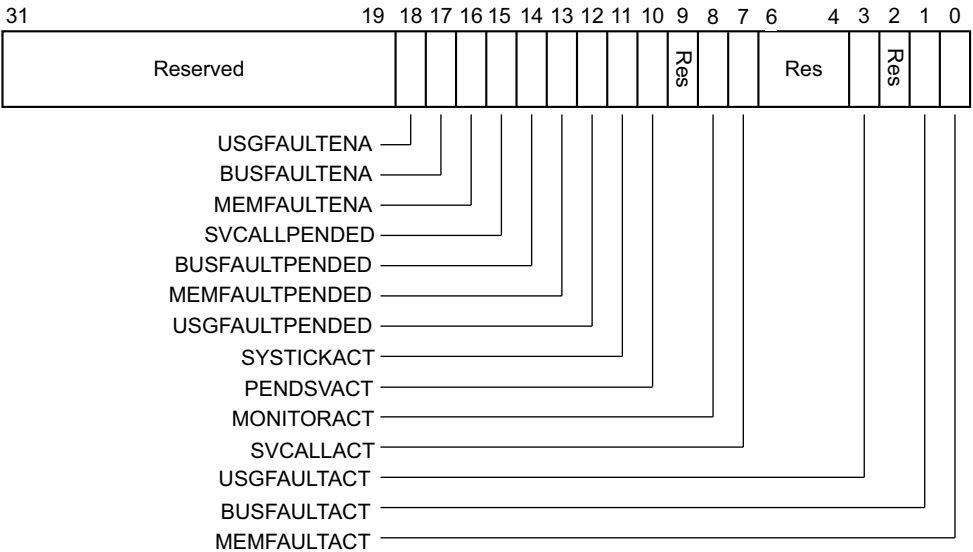 31 19 18 17 16 15 14 13 12 11 10 9 8 7 6 4 3 2 1 0
Reserved Res Res Res
USGFAULTENA
BUSFAULTENA
MEMFAULTENA
SVCALLPENDED
BUSFAULTPENDED
MEMFAULTPENDED
USGFAULTPENDED
SYSTICKACT
PENDSVACT
MONITORACT
SVCALLACT
USGFAULTACT
BUSFAULTACT
MEMFAULTACT